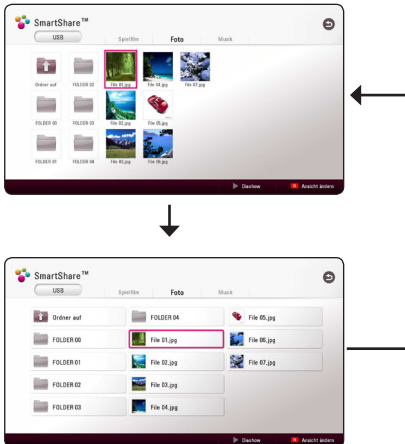 SmartShare™
USB
Spielfilm Foto Musik
Ordner auf FOLDER 02 File 01.jpg File 04.jpg File 07.jpg
FOLDER 00 FOLDER 03 File 02.jpg File 05.jpg
FOLDER 01 FOLDER 04 File 03.jpg File 06.jpg
Diashow Ansicht ändern
SmartShare™
USB
Spielfilm Foto Musik
Ordner auf FOLDER 04 File 05.jpg
FOLDER 00 File 01.jpg File 06.jpg
FOLDER 01 File 02.jpg File 07.jpg
FOLDER 02 File 03.jpg
FOLDER 03 File 04.jpg
Diashow Ansicht ändern